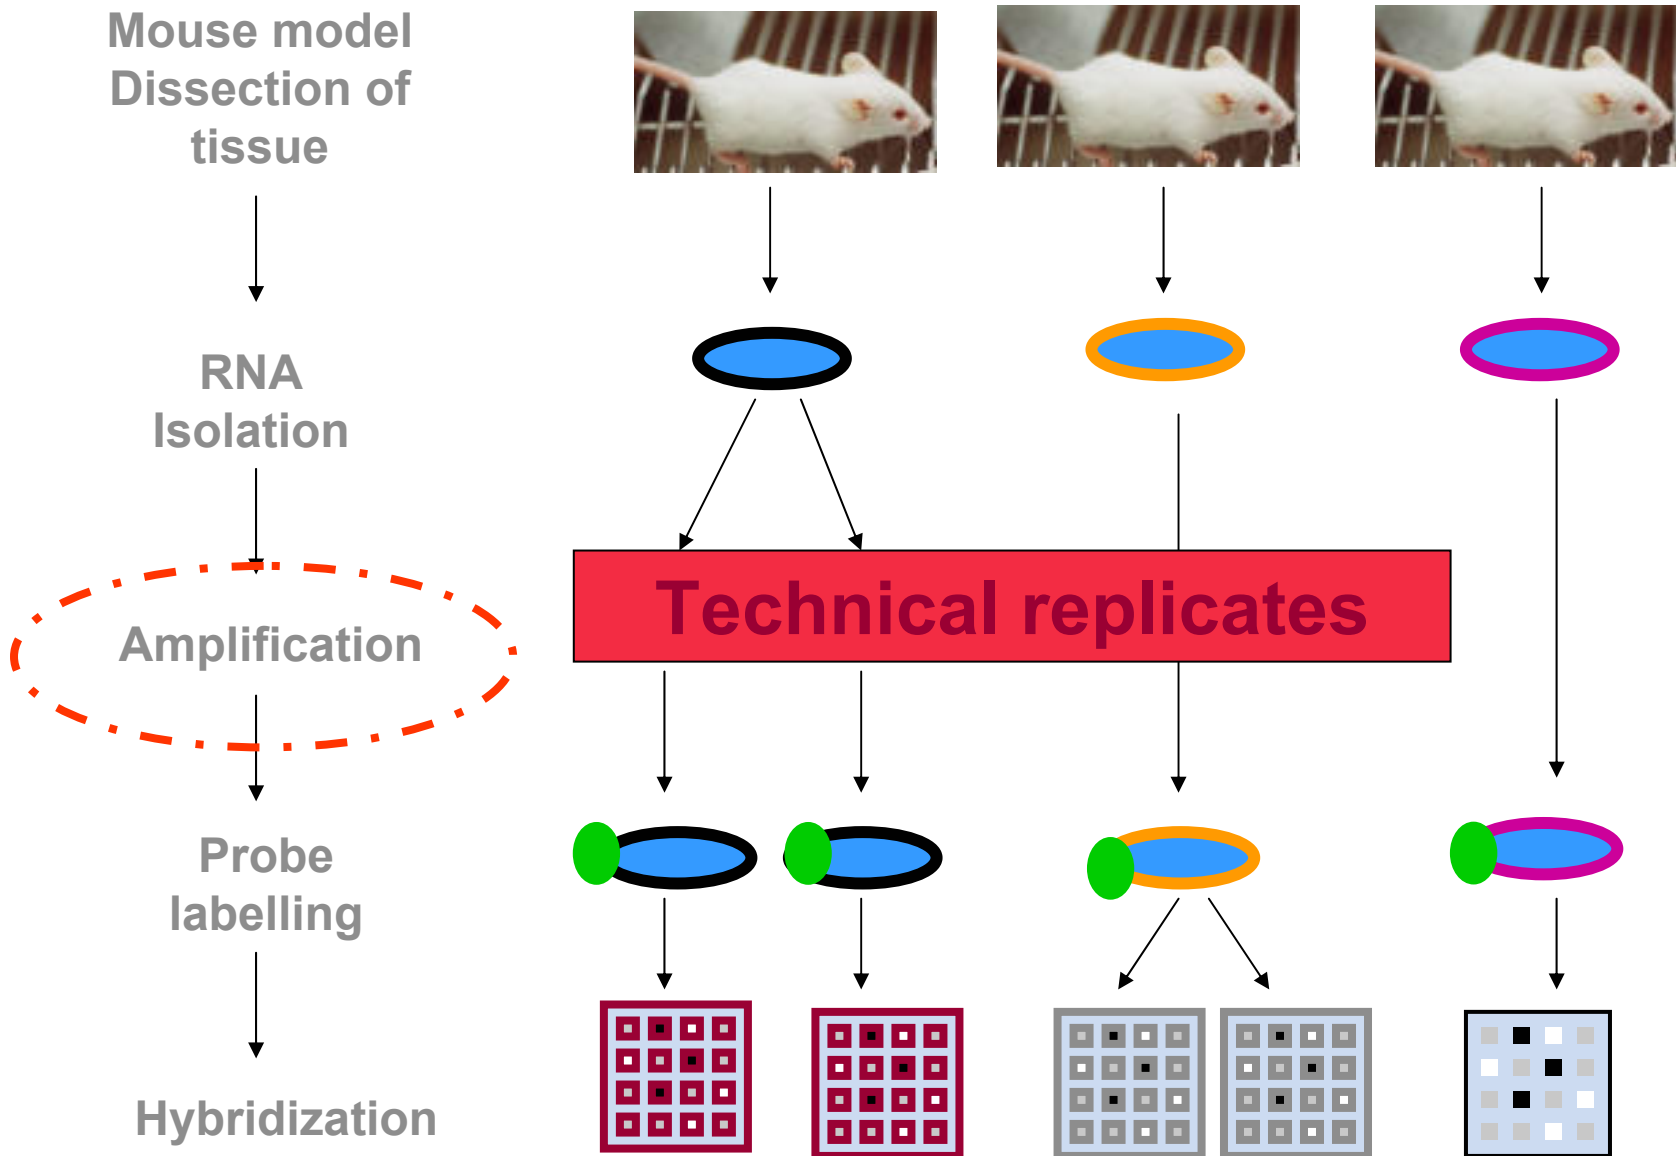 Mouse model
Dissection of
tissue
RNA
Isolation
Technical replicates
Amplification
Probe
labelling
Hybridization